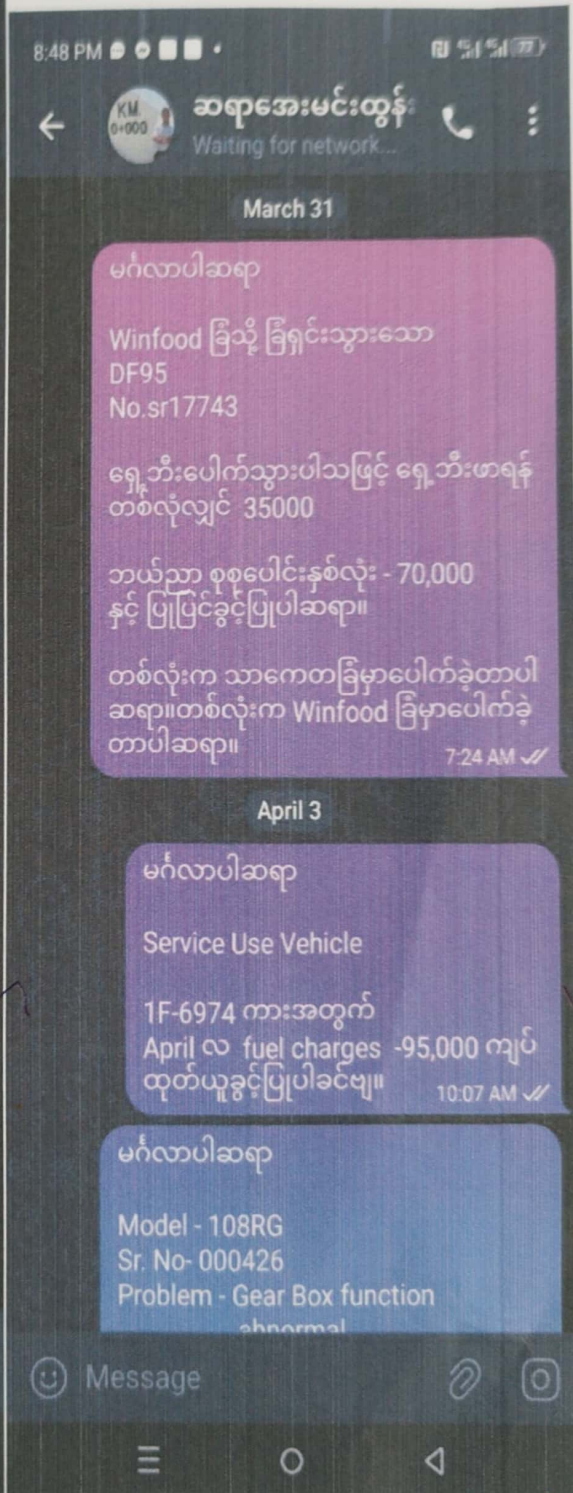 8:48 PM
77
KM
0+000
ဆရာအေးမင်းထွန်း
Waiting for network...
March 31
မင်္ဂလာပါဆရာ
Winfood ခြံသို့ ခြံရှင်းသွားသော
DF95
No.sr17743
ရှေ့ဘီးပေါက်သွားပါသဖြင့် ရှေ့ဘီးဖာရန်
တစ်လုံလျှင် 35000
ဘယ်ညာ စုစုပေါင်းနှစ်လုံး - 70,000
နှင့် ပြုပြင်ခွင့်ပြုပါဆရာ။
တစ်လုံးက သာကေတခြံမှာပေါက်ခဲ့တာပါ
ဆရာ။တစ်လုံးက Winfood ခြံမှာပေါက်ခဲ့
တာပါဆရာ။
7:24 AM
April 3
မင်္ဂလာပါဆရာ
Service Use Vehicle
1F-6974 ကားအတွက်
April လ fuel charges -95,000 ကျပ်
ထုတ်ယူခွင့်ပြုပါခင်ဗျ။
10:07 AM
မင်္ဂလာပါဆရာ
Model - 108RG
Sr. No- 000426
Problem - Gear Box function
abnormal
Message